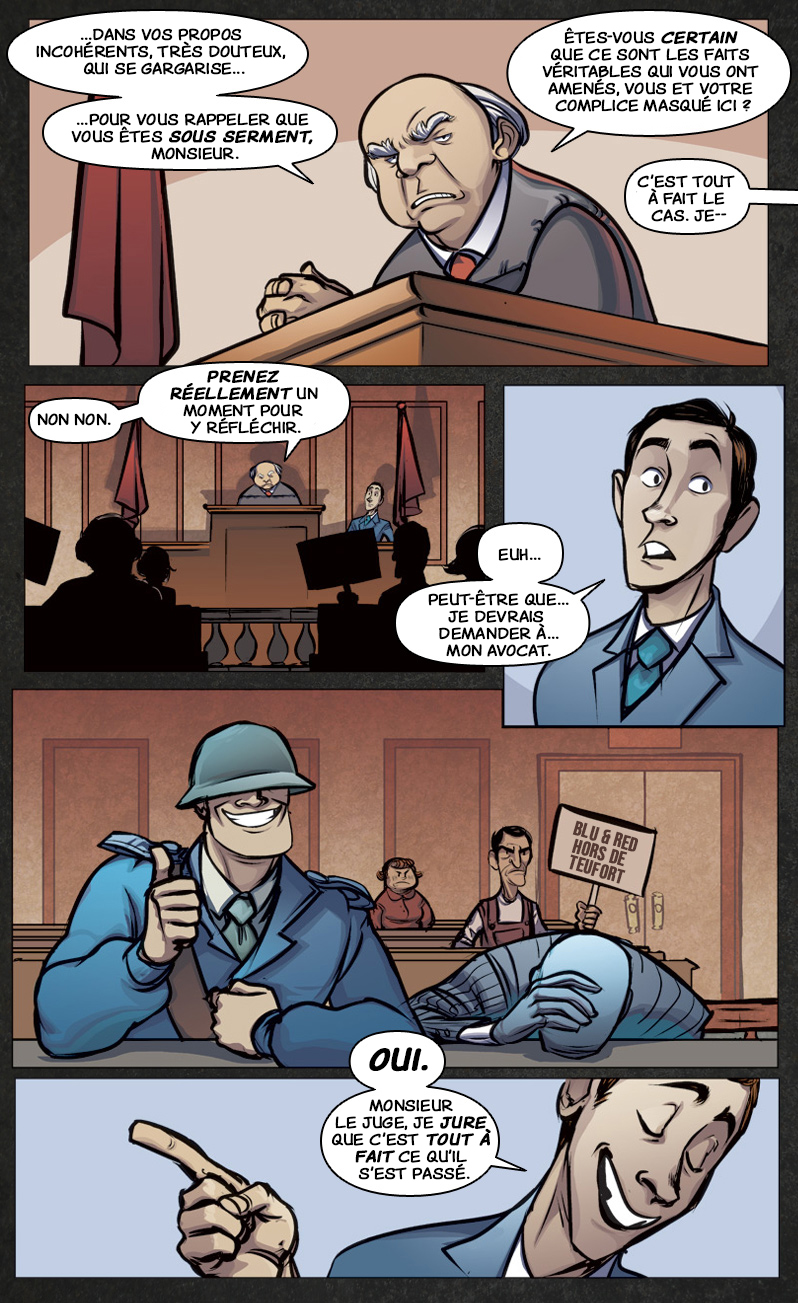 ...DANS VOS PROPOS
INCOHÉRENTS, TRÈS DOUTEUX,
QUI SE GARGARISE...
...POUR VOUS RAPPELER QUE
VOUS ÊTES SOUS SERMENT,
MONSIEUR.
ÊTES-VOUS CERTAIN
QUE CE SONT LES FAITS
VÉRITABLES QUI VOUS ONT
AMENÉS, VOUS ET VOTRE
COMPLICE MASQUÉ ICI ?
C'EST TOUT
À FAIT LE
CAS. JE--
NON NON.
PRENEZ
RÉELLEMENT UN
MOMENT POUR
Y RÉFLÉCHIR.
EUH...
PEUT-ÊTRE QUE...
JE DEVRAIS
DEMANDER À...
MON AVOCAT.
BLU & RED
HORS DE
TEUFORT
OUI.
MONSIEUR
LE JUGE, JE JURE
QUE C'EST TOUT À
FAIT CE QU'IL
S'EST PASSÉ.